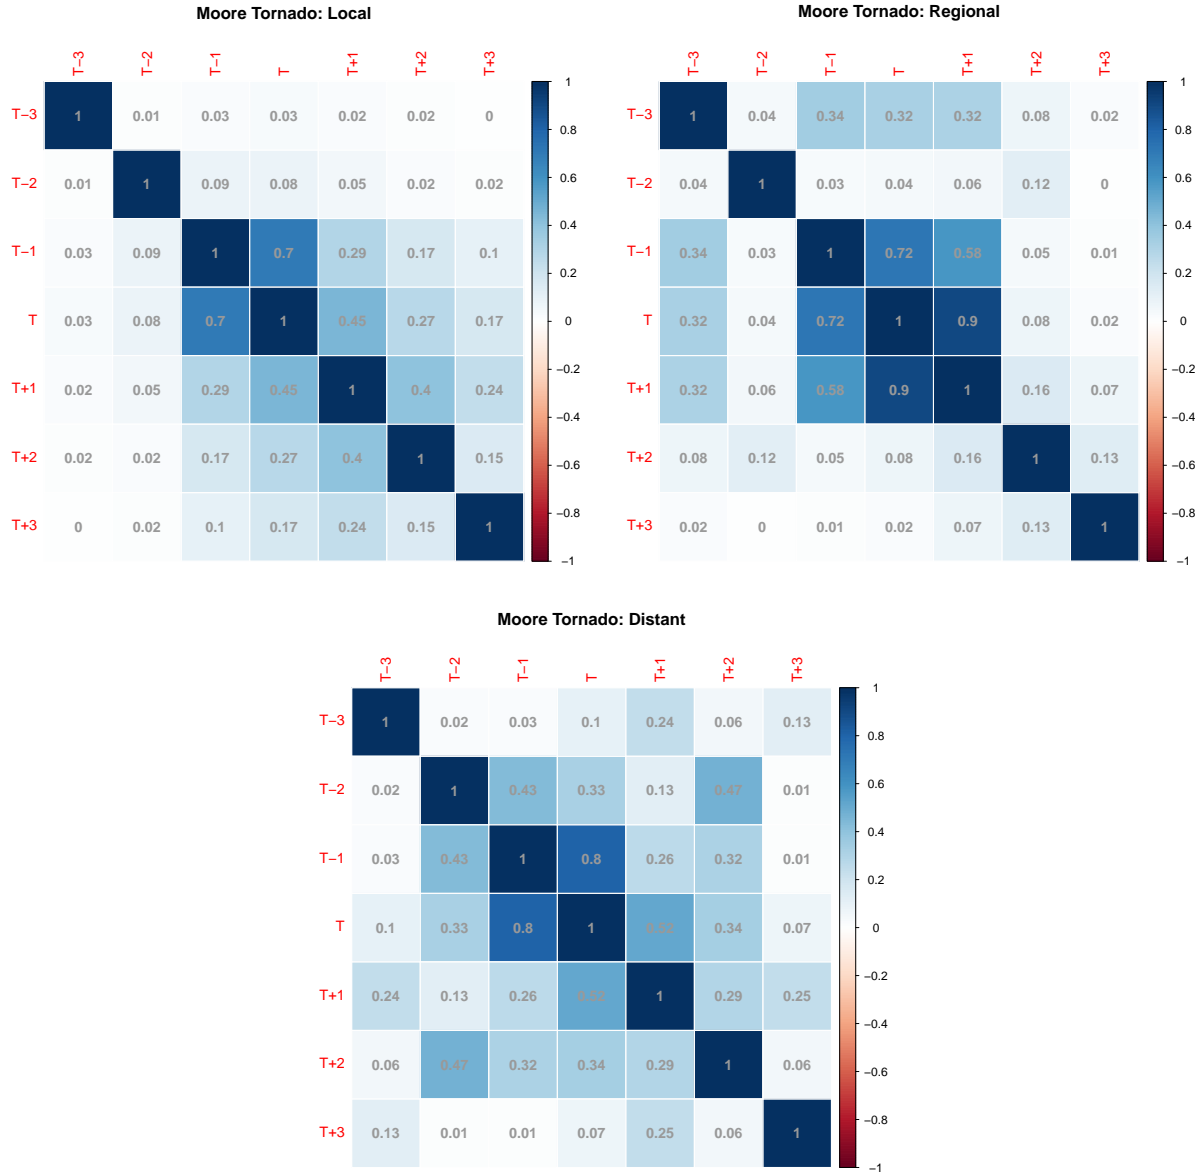 Moore Tornado: Local
T−3 T−2 T−1 T T+1 T+2 T+3
T−3 1 0.01 0.03 0.03 0.02 0.02 0
T−2 0.01 1 0.09 0.08 0.05 0.02 0.02
T−1 0.03 0.09 1 0.7 0.29 0.17 0.1
T 0.03 0.08 0.7 1 0.45 0.27 0.17
T+1 0.02 0.05 0.29 0.45 1 0.4 0.24
T+2 0.02 0.02 0.17 0.27 0.4 1 0.15
T+3 0 0.02 0.1 0.17 0.24 0.15 1
1
0.8
0.6
0.4
0.2
0
−0.2
−0.4
−0.6
−0.8
−1
Moore Tornado: Regional
T−3 T−2 T−1 T T+1 T+2 T+3
T−3 1 0.04 0.34 0.32 0.32 0.08 0.02
T−2 0.04 1 0.03 0.04 0.06 0.12 0
T−1 0.34 0.03 1 0.72 0.58 0.05 0.01
T 0.32 0.04 0.72 1 0.9 0.08 0.02
T+1 0.32 0.06 0.58 0.9 1 0.16 0.07
T+2 0.08 0.12 0.05 0.08 0.16 1 0.13
T+3 0.02 0 0.01 0.02 0.07 0.13 1
1
0.8
0.6
0.4
0.2
0
−0.2
−0.4
−0.6
−0.8
−1
Moore Tornado: Distant
T−3 T−2 T−1 T T+1 T+2 T+3
T−3 1 0.02 0.03 0.1 0.24 0.06 0.13
T−2 0.02 1 0.43 0.33 0.13 0.47 0.01
T−1 0.03 0.43 1 0.8 0.26 0.32 0.01
T 0.1 0.33 0.8 1 0.34 0.07
T+1 0.24 0.13 0.26 1 0.29 0.25
T+2 0.06 0.47 0.32 0.34 0.29 1 0.06
T+3 0.13 0.01 0.01 0.07 0.25 0.06 1
1
0.8
0.6
0.4
0.2
0
−0.2
−0.4
−0.6
−0.8
−1